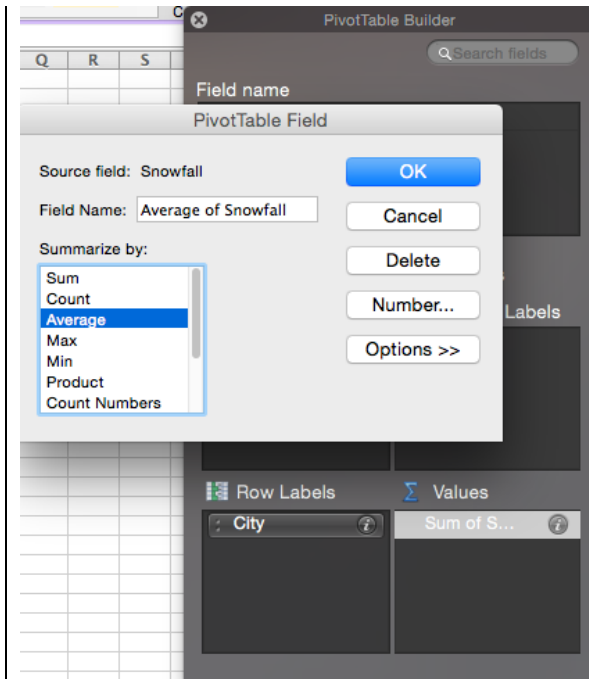 C
PivotTable Builder
Search fields
Q R S
Field name
PivotTable Field
Source field: Snowfall
OK
Field Name: Average of Snowfall
Cancel
Summarize by:
Delete
Sum
Count
Number...
Average
Labels
Max
Options >>
Min
Product
Count Numbers
Row Labels
Values
City
Sum of S...